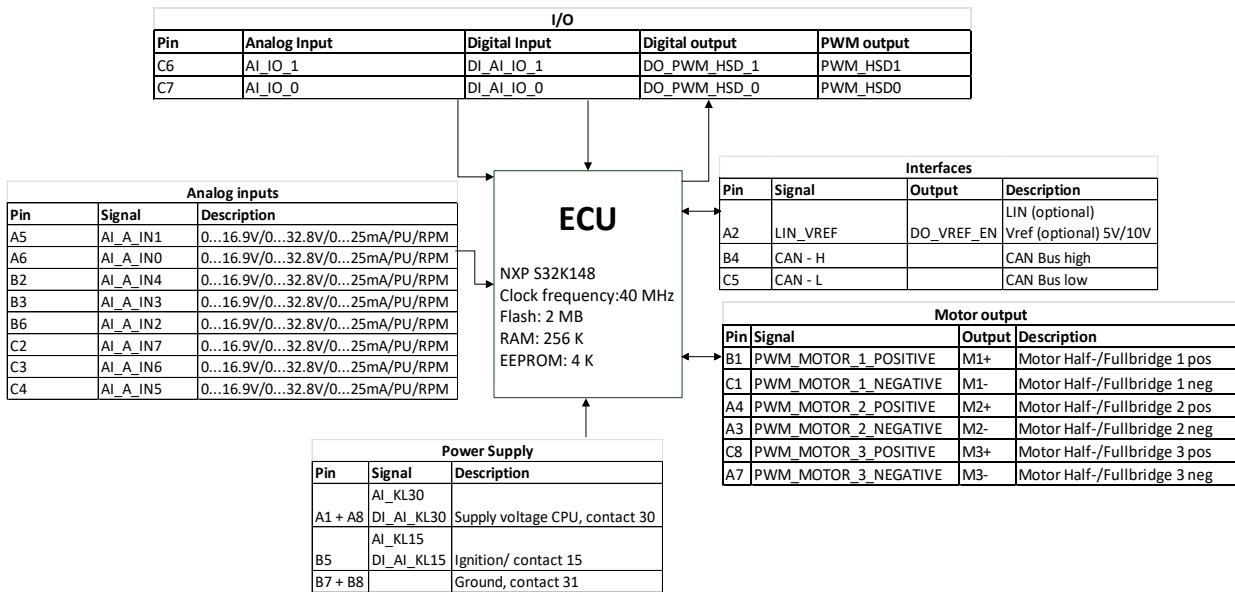 I/O
Pin Analog Input Digital Input Digital output PWM output
C6 AI_IO_1 DI_AI_IO_1 DO_PWM_HSD_1 PWM_HSD1
C7 AI_IO_0 DI_AI_IO_0 DO_PWM_HSD_0 PWM_HSD0
Analog inputs
Pin Signal Description
A5 AI_A_IN1 0...16.9V/0...32.8V/0...25mA/PU/RPM
A6 AI_A_IN0 0...16.9V/0...32.8V/0...25mA/PU/RPM
B2 AI_A_IN4 0...16.9V/0...32.8V/0...25mA/PU/RPM
B3 AI_A_IN3 0...16.9V/0...32.8V/0...25mA/PU/RPM
B6 AI_A_IN2 0...16.9V/0...32.8V/0...25mA/PU/RPM
C2 AI_A_IN7 0...16.9V/0...32.8V/0...25mA/PU/RPM
C3 AI_A_IN6 0...16.9V/0...32.8V/0...25mA/PU/RPM
C4 AI_A_IN5 0...16.9V/0...32.8V/0...25mA/PU/RPM
ECU
NXP S32K148
Clock frequency:40 MHz
Flash: 2 MB
RAM: 256 K
EEPROM: 4 K
Interfaces
Pin Signal Output Description
LIN (optional)
A2 LIN_VREF DO_VREF_EN Vref (optional) 5V/10V
B4 CAN - H CAN Bus high
C5 CAN - L CAN Bus low
Motor output
Pin Signal Output Description
B1 PWM_MOTOR_1_POSITIVE M1+ Motor Half-/Fullbridge 1 pos
C1 PWM_MOTOR_1_NEGATIVE M1- Motor Half-/Fullbridge 1 neg
A4 PWM_MOTOR_2_POSITIVE M2+ Motor Half-/Fullbridge 2 pos
A3 PWM_MOTOR_2_NEGATIVE M2- Motor Half-/Fullbridge 2 neg
C8 PWM_MOTOR_3_POSITIVE M3+ Motor Half-/Fullbridge 3 pos
A7 PWM_MOTOR_3_NEGATIVE M3- Motor Half-/Fullbridge 3 neg
Power Supply
Pin Signal Description
AI_KL30
A1 + A8 DI_AI_KL30 Supply voltage CPU, contact 30
AI_KL15
B5 DI_AI_KL15 Ignition/ contact 15
B7 + B8 Ground, contact 31